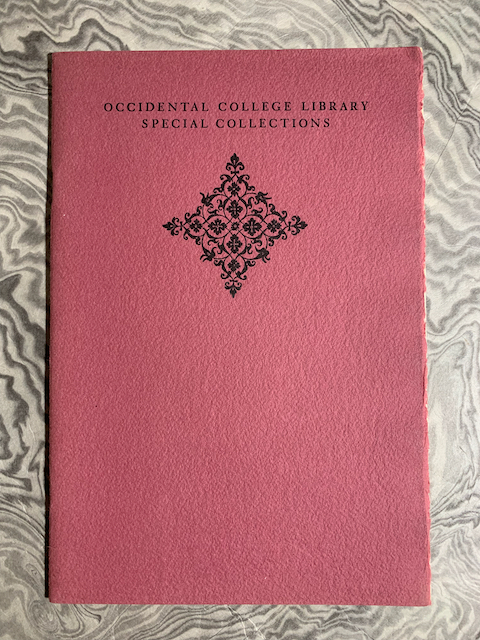 OCCIDENTAL COLLEGE LIBRARY
SPECIAL COLLECTIONS